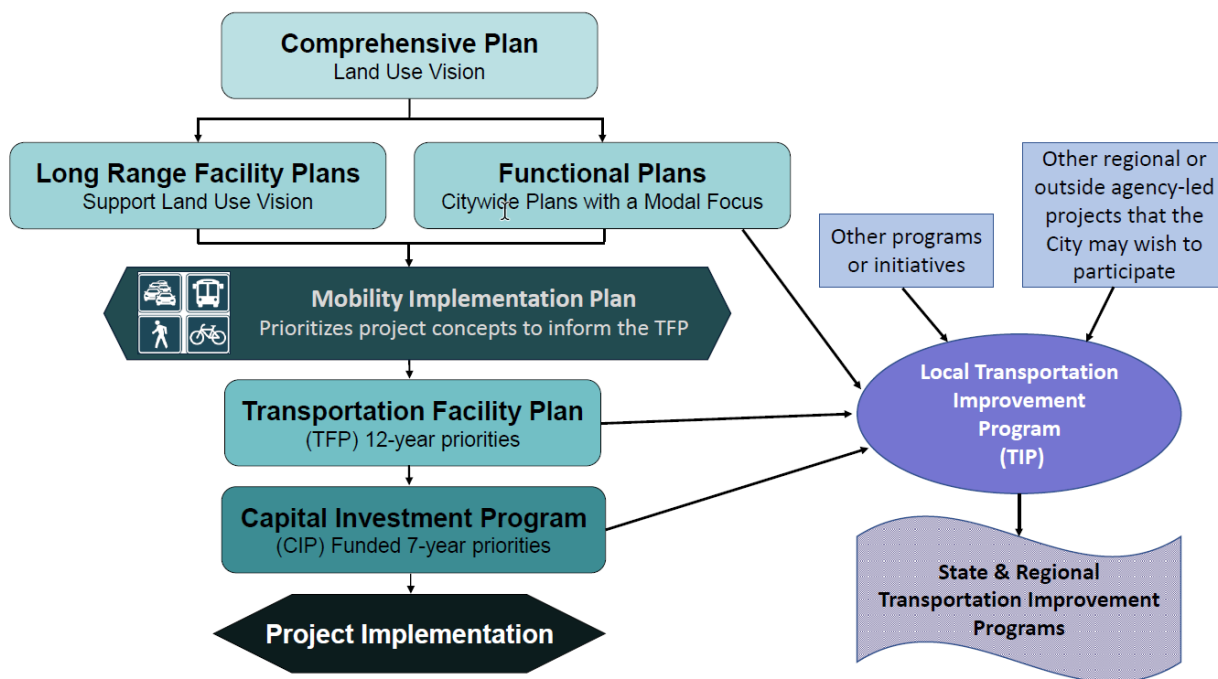 Comprehensive Plan
Land Use Vision
Long Range Facility Plans
Support Land Use Vision
Functional Plans
Citywide Plans with a Modal Focus
Other programs
or initiatives
Other regional or
outside agency-led
projects that the
City may wish to
participate
Mobility Implementation Plan
Prioritizes project concepts to inform the TFP
Transportation Facility Plan
(TFP) 12-year priorities
Local Transportation
Improvement
Program
(TIP)
Capital Investment Program
(CIP) Funded 7-year priorities
Project Implementation
State & Regional
Transportation Improvement
Programs